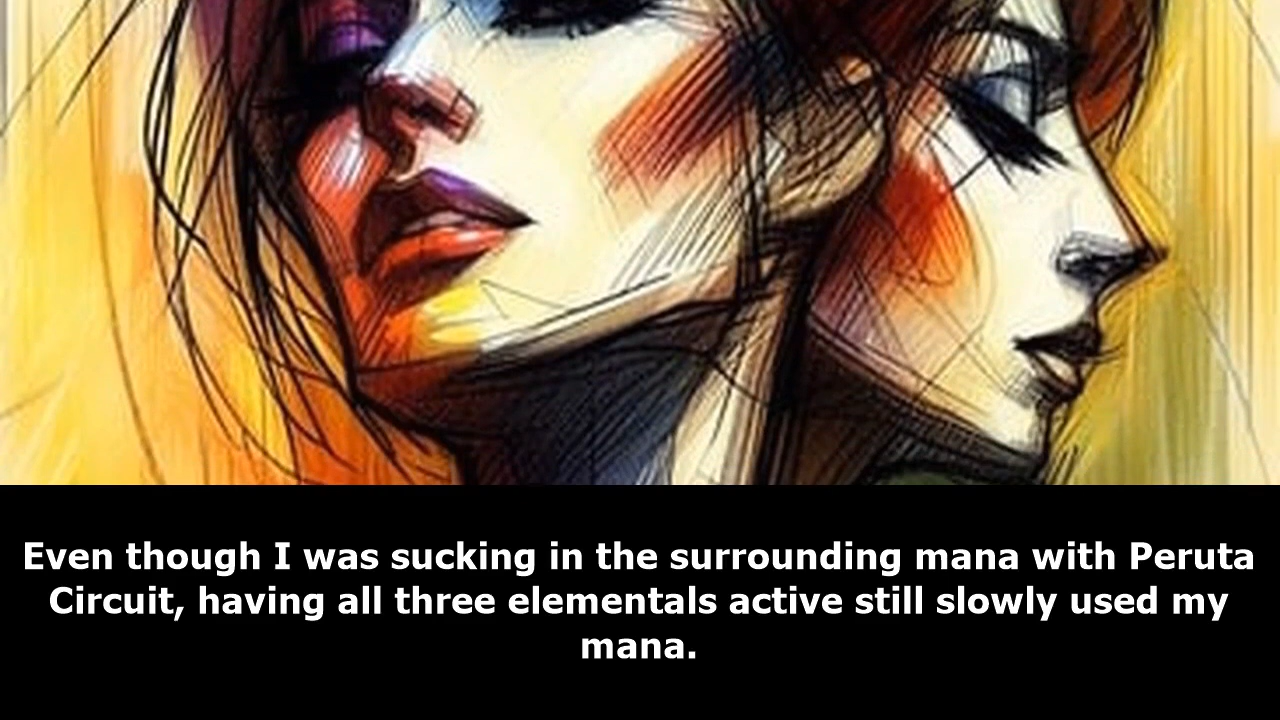 Even though I was sucking in the surrounding mana with Peruta
Circuit, having all three elementals active still slowly used my
mana.